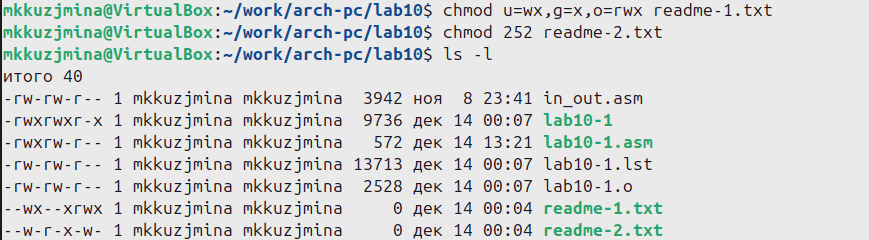 mkkuzjmina@VirtualBox:~/work/arch-pc/lab10$ chmod u=wx,g=x,o=rwx readme-1.txt
mkkuzjmina@VirtualBox:~/work/arch-pc/lab10$ chmod 252 readme-2.txt
mkkuzjmina@VirtualBox:~/work/arch-pc/lab10$ ls -l
итого 40
-rw-rw-r-- 1 mkkuzjmina mkkuzjmina  3942 ноя  8 23:41 in_out.asm
-rwxrwxr-x 1 mkkuzjmina mkkuzjmina  9736 дек 14 00:07 lab10-1
-rwxrw-r-- 1 mkkuzjmina mkkuzjmina   572 дек 14 13:21 lab10-1.asm
-rw-rw-r-- 1 mkkuzjmina mkkuzjmina 13713 дек 14 00:07 lab10-1.lst
-rw-rw-r-- 1 mkkuzjmina mkkuzjmina  2528 дек 14 00:07 lab10-1.o
--wx--xrwx 1 mkkuzjmina mkkuzjmina     0 дек 14 00:04 readme-1.txt
--w-r-x-w- 1 mkkuzjmina mkkuzjmina     0 дек 14 00:04 readme-2.txt